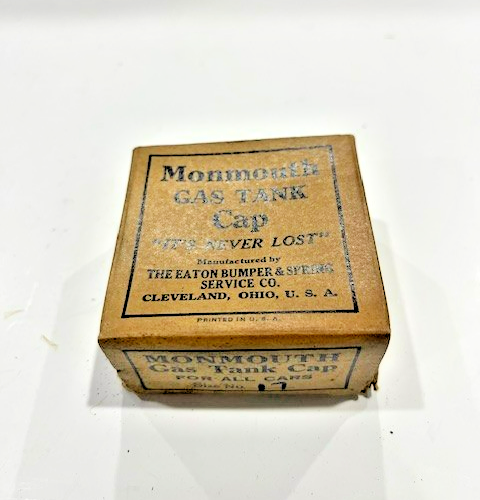 Monmouth
GAS TANK
Cap
"IT'S NEVER LOST"
Manufactured by
THE EATON BUMPER & SPRING
SERVICE CO.
CLEVELAND, OHIO, U. S. A.
PRINTED IN U. S. A.
MONMOUTH
Gas Tank Cap
FOR ALL CARS
Size No. 17